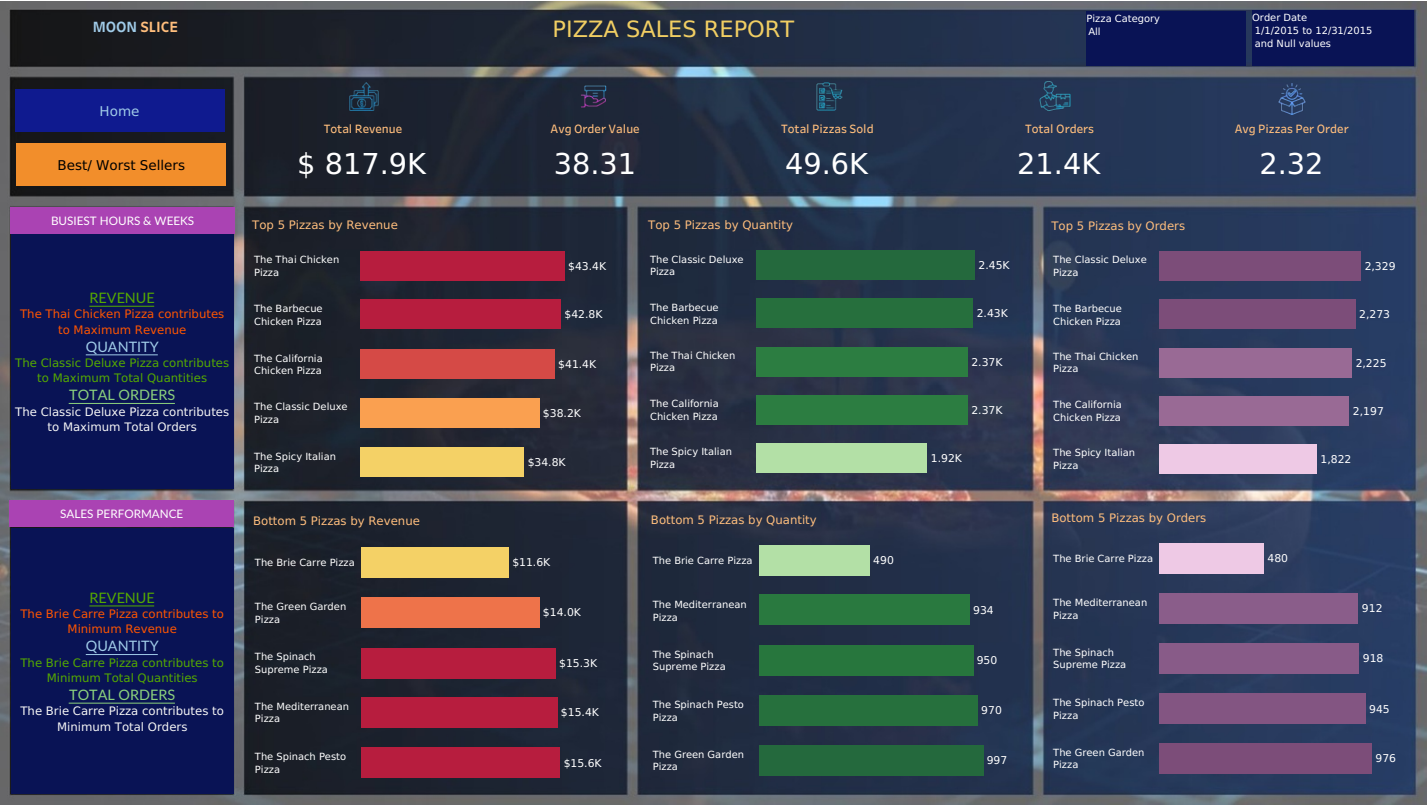 MOON SLICE
PIZZA SALES REPORT
Pizza Category
All
Order Date
1/1/2015 to 12/31/2015
and Null values
Home
Best/ Worst Sellers
Total Revenue
$ 817.9K
Avg Order Value
38.31
Total Pizzas Sold
49.6K
Total Orders
21.4K
Avg Pizzas Per Order
2.32
BUSIEST HOURS & WEEKS
REVENUE
The Thai Chicken Pizza contributes
to Maximum Revenue
QUANTITY
The Classic Deluxe Pizza contributes
to Maximum Total Quantities
TOTAL ORDERS
The Classic Deluxe Pizza contributes
to Maximum Total Orders
Top 5 Pizzas by Revenue
The Thai Chicken
Pizza
$43.4K
The Barbecue
Chicken Pizza
$42.8K
The California
Chicken Pizza
$41.4K
The Classic Deluxe
Pizza
$38.2K
The Spicy Italian
Pizza
$34.8K
Top 5 Pizzas by Quantity
The Classic Deluxe
Pizza
2.45K
The Barbecue
Chicken Pizza
2.43K
The Thai Chicken
Pizza
2.37K
The California
Chicken Pizza
2.37K
The Spicy Italian
Pizza
1.92K
Top 5 Pizzas by Orders
The Classic Deluxe
Pizza
2,329
The Barbecue
Chicken Pizza
2,273
The Thai Chicken
Pizza
2,225
The California
Chicken Pizza
2,197
The Spicy Italian
Pizza
1,822
SALES PERFORMANCE
REVENUE
The Brie Carre Pizza contributes to
Minimum Revenue
QUANTITY
The Brie Carre Pizza contributes to
Minimum Total Quantities
TOTAL ORDERS
The Brie Carre Pizza contributes to
Minimum Total Orders
Bottom 5 Pizzas by Revenue
The Brie Carre Pizza
$11.6K
The Green Garden
Pizza
$14.0K
The Spinach
Supreme Pizza
$15.3K
The Mediterranean
Pizza
$15.4K
The Spinach Pesto
Pizza
$15.6K
Bottom 5 Pizzas by Quantity
The Brie Carre Pizza
490
The Mediterranean
Pizza
934
The Spinach
Supreme Pizza
950
The Spinach Pesto
Pizza
970
The Green Garden
Pizza
997
Bottom 5 Pizzas by Orders
The Brie Carre Pizza
480
The Mediterranean
Pizza
912
The Spinach
Supreme Pizza
918
The Spinach Pesto
Pizza
945
The Green Garden
Pizza
976